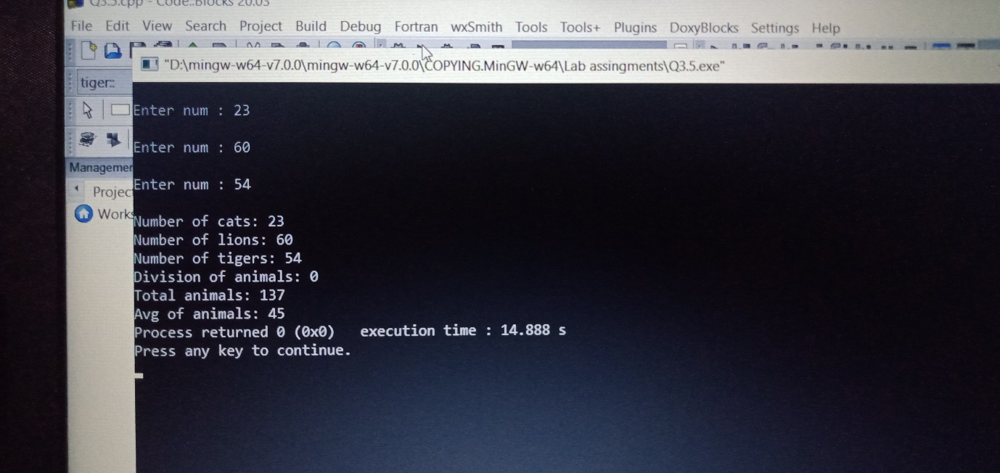 Q3.5.cpp - Code::Blocks 20.03
File Edit View Search Project Build Debug Fortran wxSmith Tools Tools+ Plugins DoxyBlocks Settings Help
"D:\mingw-w64-v7.0.0\mingw-w64-v7.0.0\COPYING.MinGW-w64\Lab assingments\Q3.5.exe"
tiger::
Enter num : 23
Enter num : 60
Managemen
Enter num : 54
Projec
Works
Number of cats: 23
Number of lions: 60
Number of tigers: 54
Division of animals: 0
Total animals: 137
Avg of animals: 45
Process returned 0 (0x0) execution time : 14.888 s
Press any key to continue.